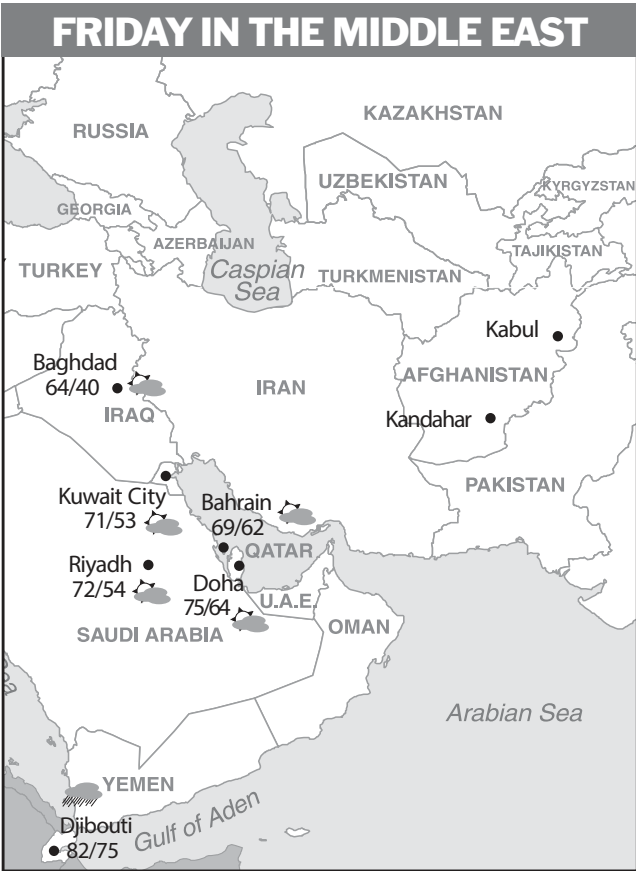 FRIDAY IN THE MIDDLE EAST
KAZAKHSTAN
RUSSIA
UZBEKISTAN
KYRGYZSTAN
GEORGIA
AZERBAIJAN
TAJIKISTAN
TURKEY
Caspian
Sea
TURKMENISTAN
Kabul
Baghdad
64/40
IRAQ
IRAN
AFGHANISTAN
Kandahar
PAKISTAN
Kuwait City
71/53
Bahrain
69/62
QATAR
Riyadh
72/54
Doha
75/64
U.A.E.
SAUDI ARABIA
OMAN
Arabian Sea
YEMEN
Djibouti
82/75
Gulf of Aden